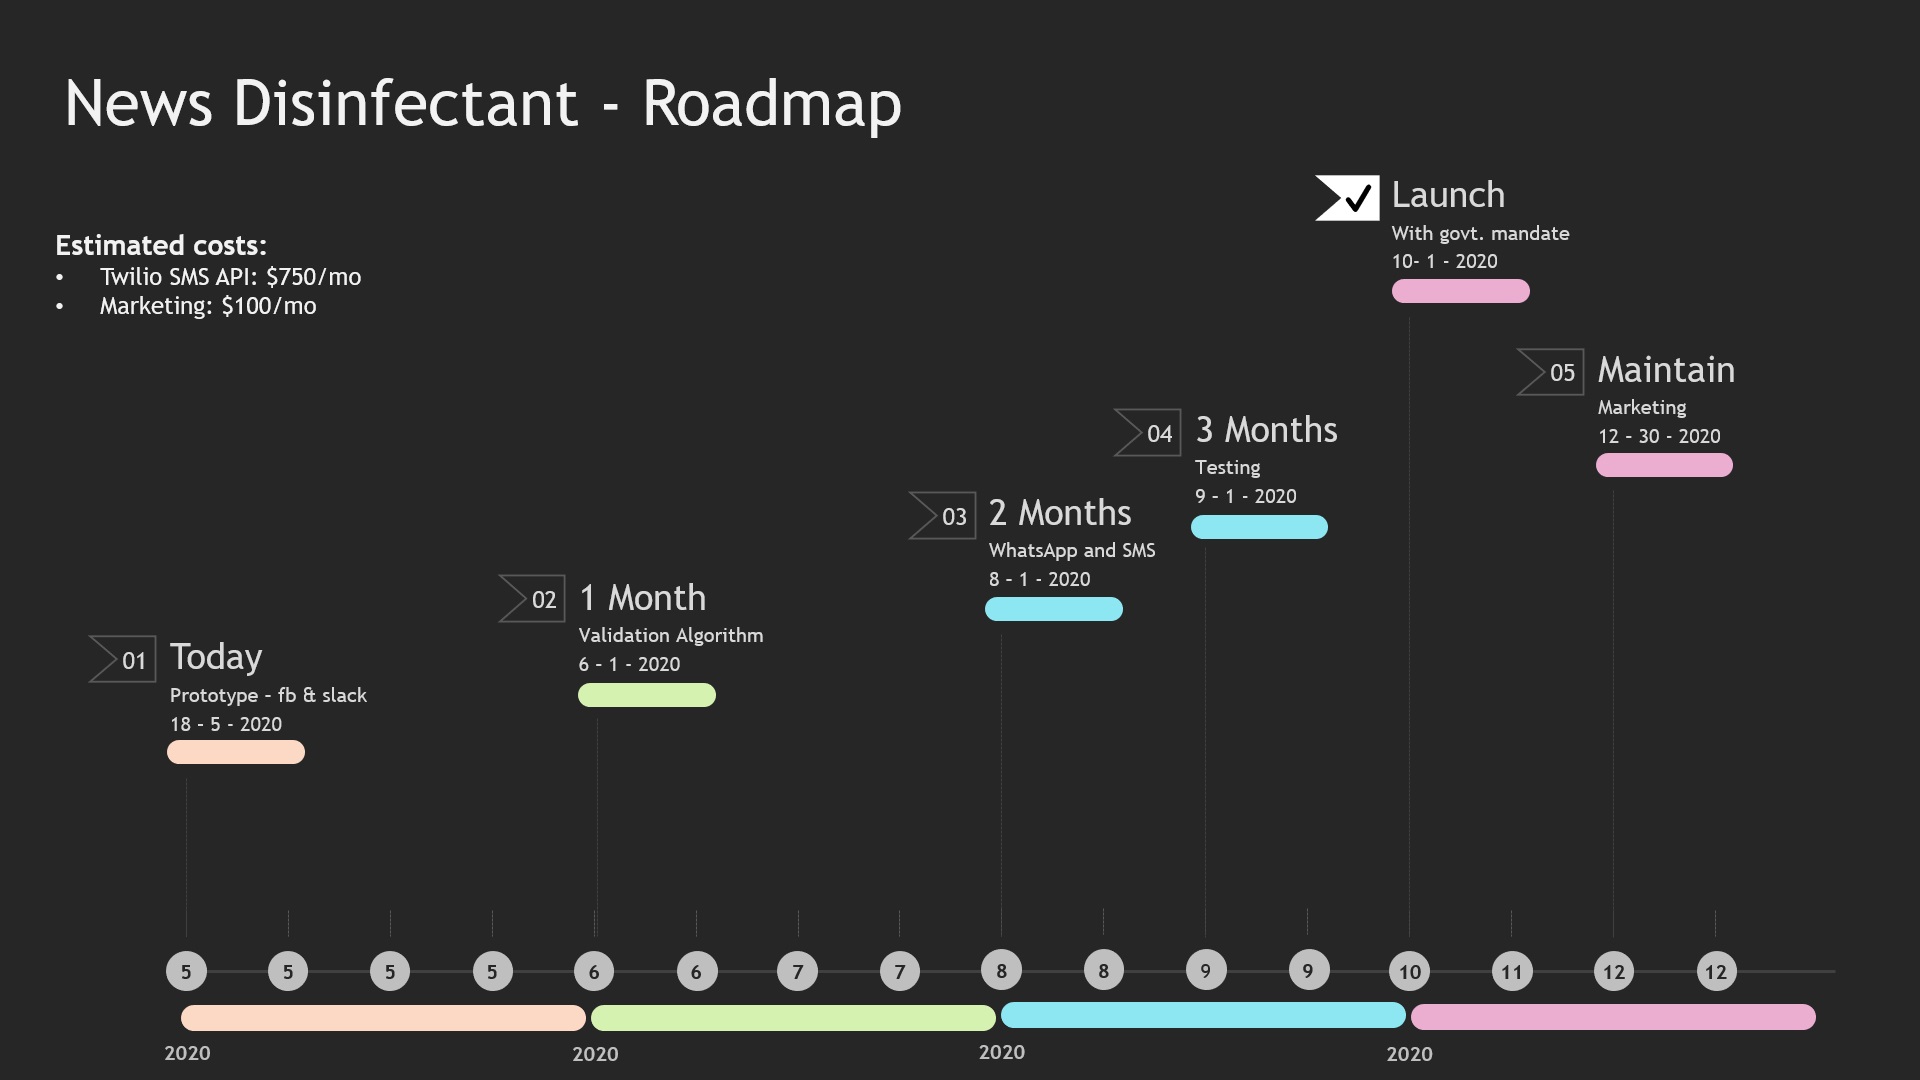 News Disinfectant - Roadmap
Estimated costs:
• Twilio SMS API: $750/mo
• Marketing: $100/mo
Launch
With govt. mandate
10- 1 - 2020
05
Maintain
Marketing
12 - 30 - 2020
04
3 Months
Testing
9 - 1 - 2020
03
2 Months
WhatsApp and SMS
8 - 1 - 2020
02
1 Month
Validation Algorithm
6 - 1 - 2020
01
Today
Prototype - fb & slack
18 - 5 - 2020
5 5 5 5 6 6 7 7 8 8 9 9 10 11 12 12
2020 2020 2020 2020